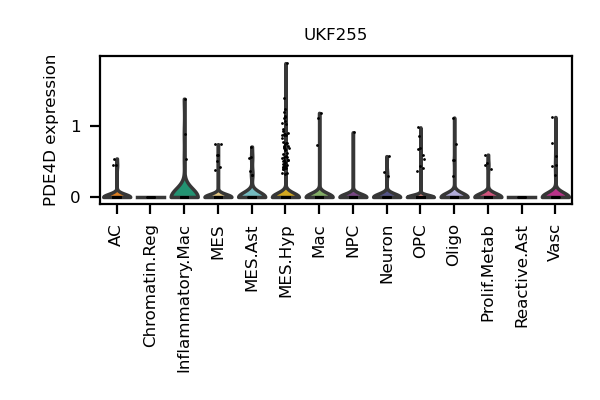 UKF255
PDE4D expression
1
0
AC
Chromatin.Reg
Inflammatory.Mac
MES
MES.Ast
MES.Hyp
Mac
NPC
Neuron
OPC
Oligo
Prolif.Metab
Reactive.Ast
Vasc